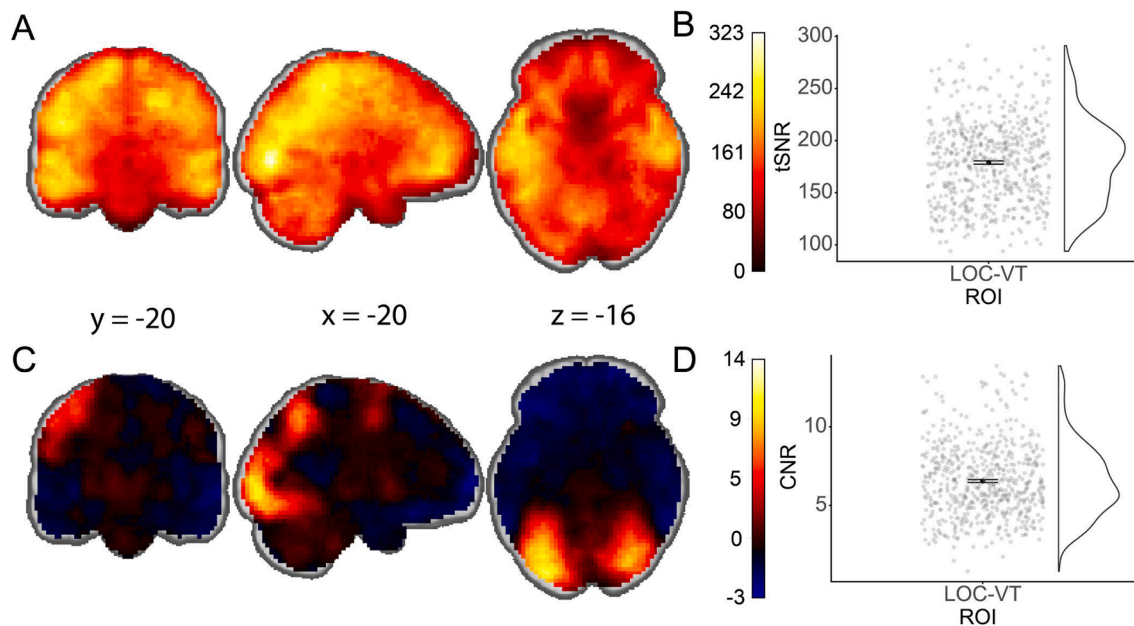 A
323
242
161
80
0
B
tSNR
300
250
200
150
100
LOC-VT
ROI
y = -20
x = -20
z = -16
C
14
9
5
0
-3
D
CNR
10
5
LOC-VT
ROI